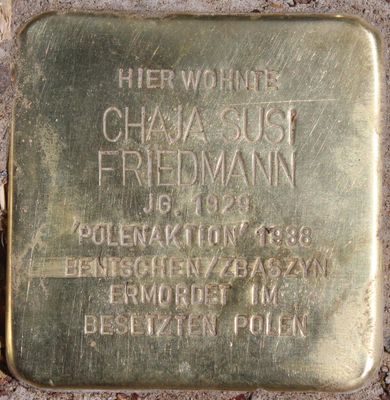 HIER WOHNTE
CHAJA SUSI
FRIEDMANN
JG. 1929
'POLENAKTION' 1938
BENTSCHEN/ZBASZYN
ERMORDET IM
BESETZTEN POLEN